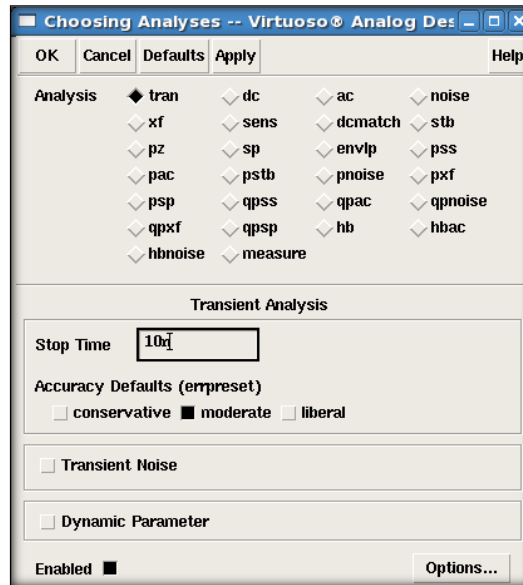 Choosing Analyses -- Virtuoso® Analog Des
OK Cancel Defaults Apply Help
Analysis tran dc ac noise
xf sens dcmatch stb
pz sp envlp pss
pac pstb pnoise pxf
psp qpss qpac qpnoise
qpxf qpsp hb hbac
hbnoise measure
Transient Analysis
Stop Time 10n
Accuracy Defaults (errpreset)
conservative moderate liberal
Transient Noise
Dynamic Parameter
Enabled Options...